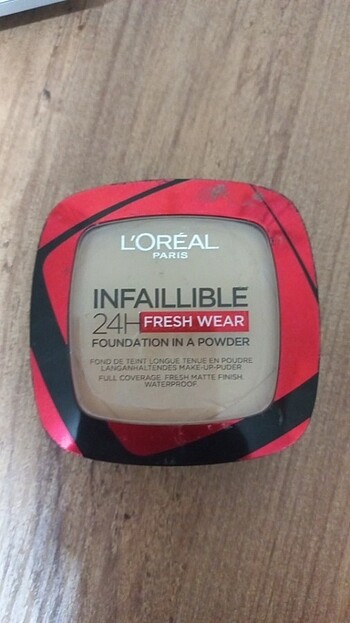 L'ORÉAL
PARIS
INFAILLIBLE
24H FRESH WEAR
FOUNDATION IN A POWDER
FOND DE TEINT LONGUE TENUE EN POUDRE
LANGANHALTENDES MAKE-UP-PUDER
FULL COVERAGE. FRESH MATTE FINISH.
WATERPROOF